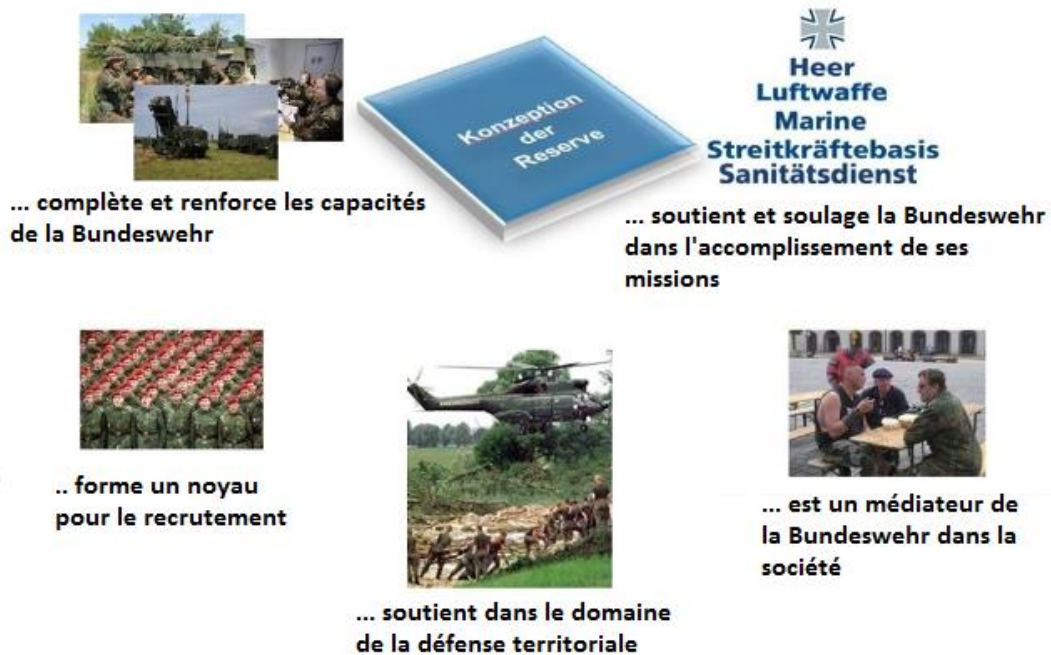 Konzeption
der
Reserve
Heer
Luftwaffe
Marine
Streitkräftebasis
Sanitätsdienst
... complète et renforce les capacités
de la Bundeswehr
... soutient et soulage la Bundeswehr
dans l'accomplissement de ses
missions
.. forme un noyau
pour le recrutement
... est un médiateur de
la Bundeswehr dans la
société
... soutient dans le domaine
de la défense territoriale